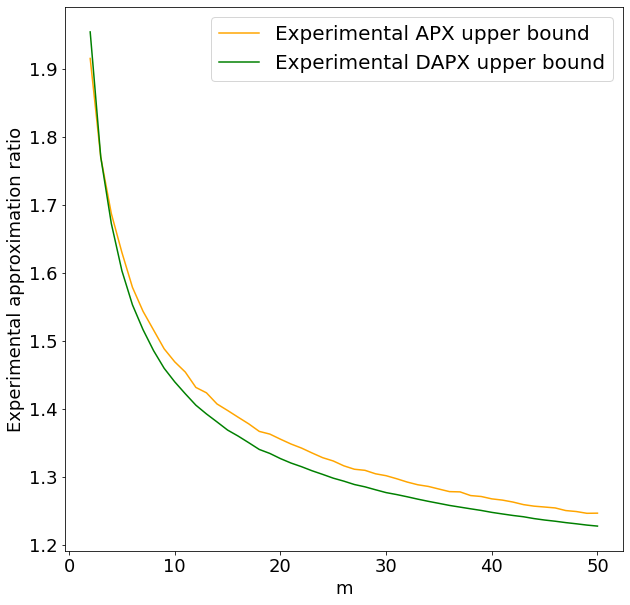 Experimental APX upper bound
Experimental DAPX upper bound
Experimental approximation ratio
1.9
1.8
1.7
1.6
1.5
1.4
1.3
1.2
0 10 20 30 40 50
m